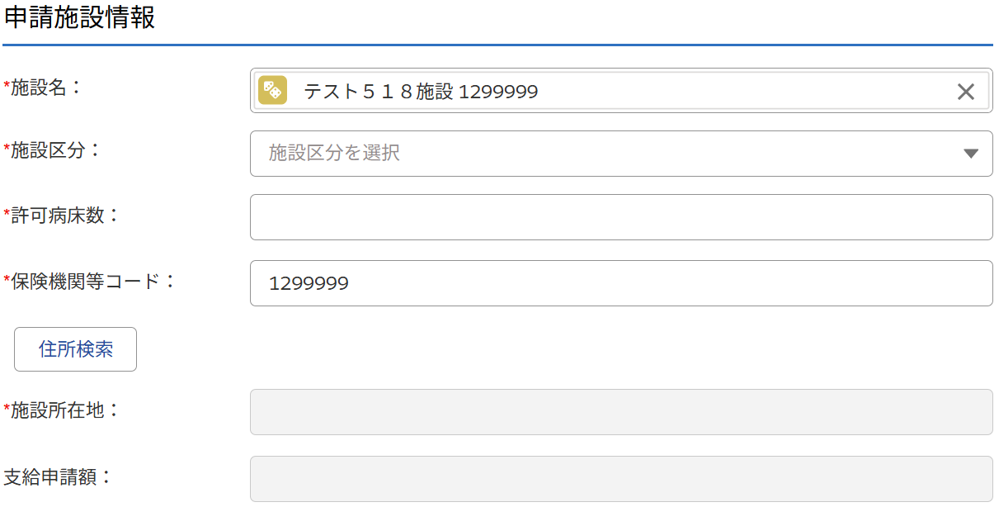 申請施設情報
*施設名：
テスト５１８施設 1299999
*施設区分：
施設区分を選択
*許可病床数：
*保険機関等コード：
1299999
住所検索
*施設所在地：
支給申請額：